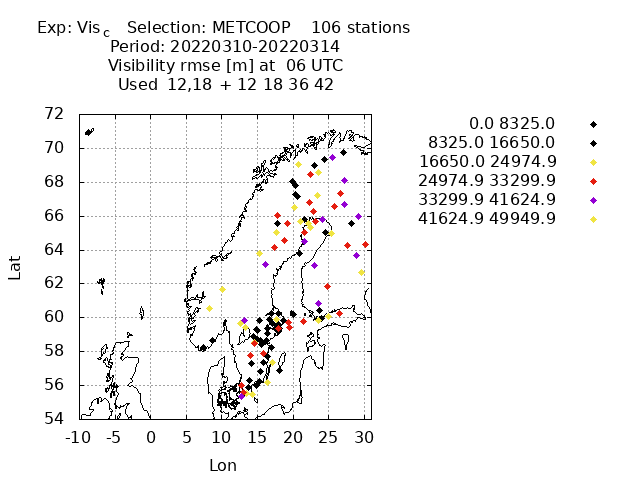 Exp: Vis c Selection: METCOOP 106 stations
Period: 20220310-20220314
Visibility rmse [m] at 06 UTC
Used 12,18 + 12 18 36 42
72
70
68
66
64
62
60
58
56
54
Lat
-10 -5 0 5 10 15 20 25 30
Lon
0.0 8325.0
8325.0 16650.0
16650.0 24974.9
24974.9 33299.9
33299.9 41624.9
41624.9 49949.9